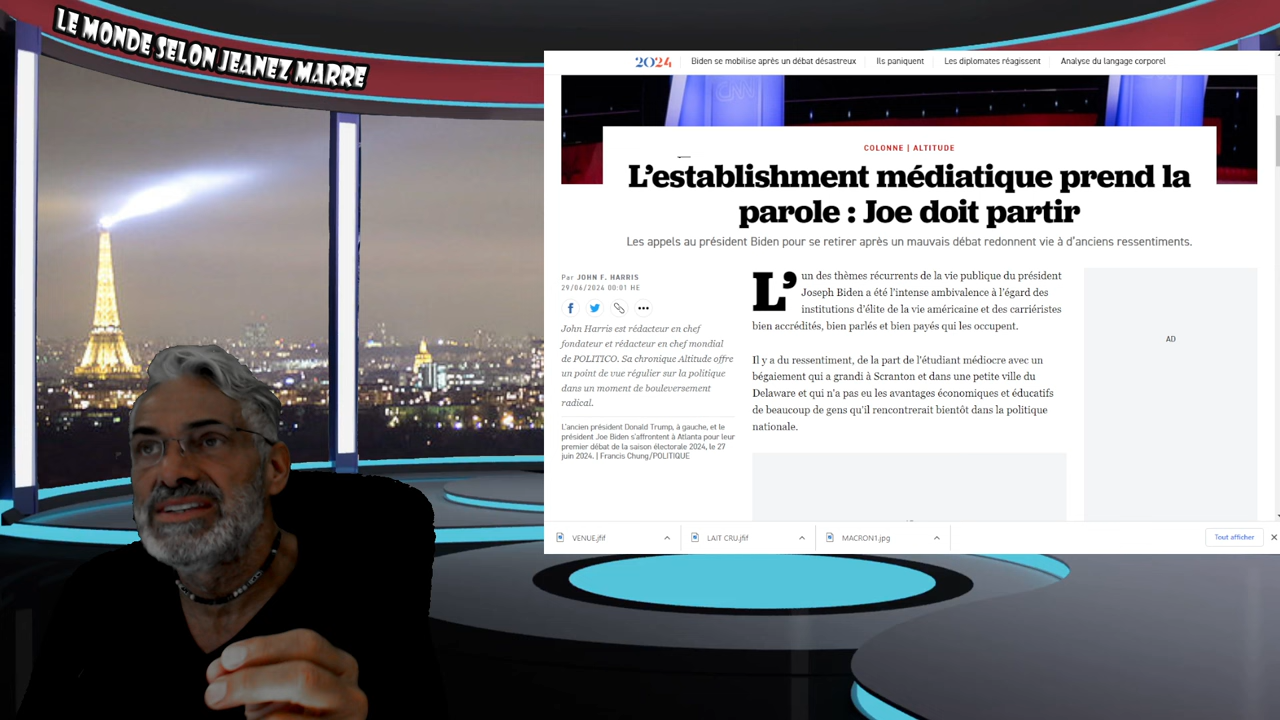 LE MONDE SELON JEANEZ MARRE
2024
Biden se mobilise après un débat désastreux
Ils paniquent
Les diplomates réagissent
Analyse du langage corporel
CNN
COLONNE | ALTITUDE
L'establishment médiatique prend la
parole : Joe doit partir
Les appels au président Biden pour se retirer après un mauvais débat redonnent vie à d'anciens ressentiments.
Par JOHN F. HARRIS
29/06/2024 00:01 HE
John Harris est rédacteur en chef
fondateur et rédacteur en chef mondial
de POLITICO. Sa chronique Altitude offre
un point de vue régulier sur la politique
dans un moment de bouleversement
radical.
L'ancien président Donald Trump, à gauche, et le
président Joe Biden s'affrontent à Atlanta pour leur
premier débat de la saison électorale 2024, le 27
juin 2024. | Francis Chung/POLITIQUE
L'un des thèmes récurrents de la vie publique du président
Joseph Biden a été l'intense ambivalence à l'égard des
institutions d'élite de la vie américaine et des carriéristes
bien accrédités, bien parlés et bien payés qui les occupent.
Il y a du ressentiment, de la part de l'étudiant médiocre avec un
bégaiement qui a grandi à Scranton et dans une petite ville du
Delaware et qui n'a pas eu les avantages économiques et éducatifs
de beaucoup de gens qu'il rencontrerait bientôt dans la politique
nationale.
AD
VENUE.jfif
LAIT CRU.jfif
MACRON1.jpg
Tout afficher